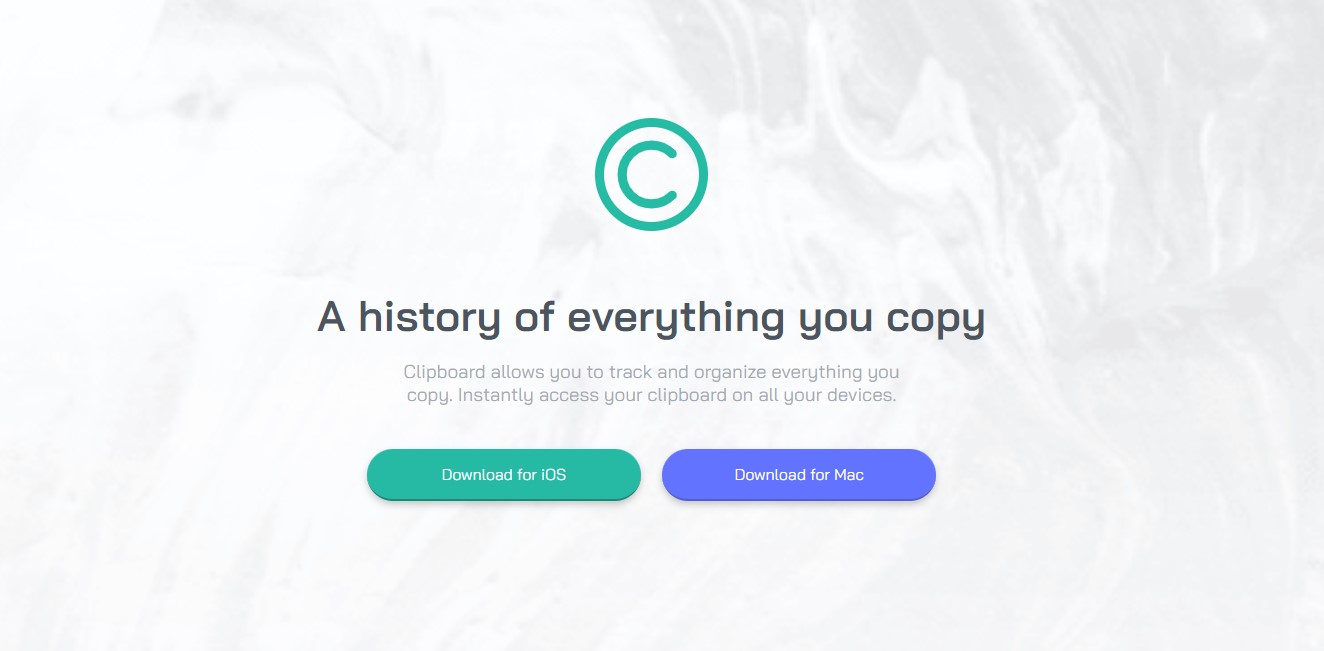 A history of everything you copy
Clipboard allows you to track and organize everything you
copy. Instantly access your clipboard on all your devices.
Download for iOS
Download for Mac